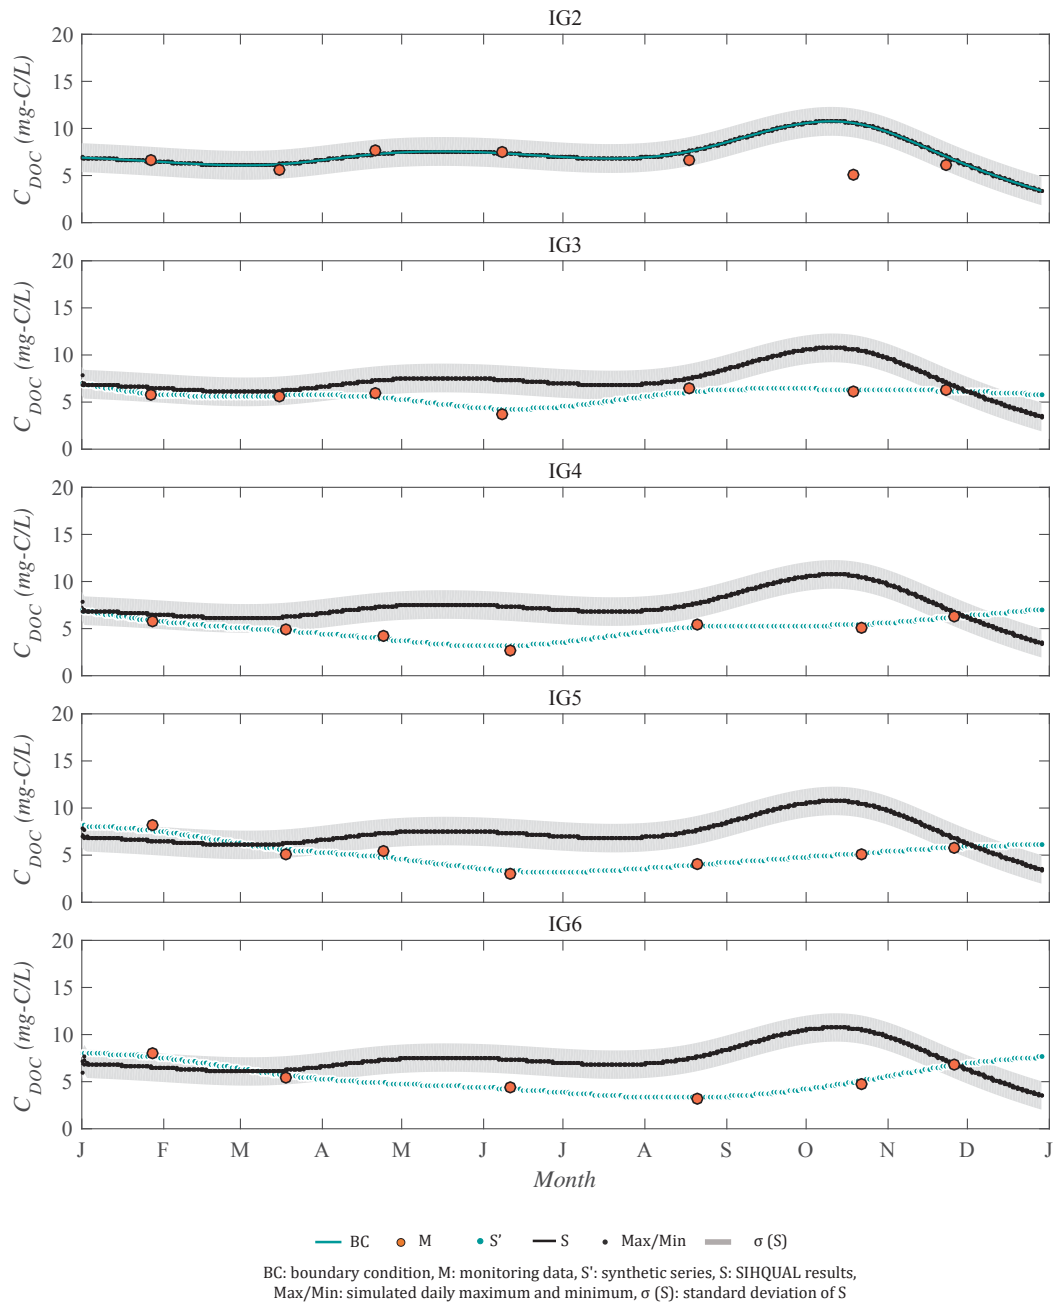 IG2
20
15
10
5
0
C_DOC (mg-C/L)
IG3
20
15
10
5
0
C_DOC (mg-C/L)
IG4
20
15
10
5
0
C_DOC (mg-C/L)
IG5
20
15
10
5
0
C_DOC (mg-C/L)
IG6
20
15
10
5
0
C_DOC (mg-C/L)
J F M A M J J A S O N D J
Month
BC M S' S Max/Min σ (S)
BC: boundary condition, M: monitoring data, S': synthetic series, S: SIHQUAL results,
Max/Min: simulated daily maximum and minimum, σ (S): standard deviation of S